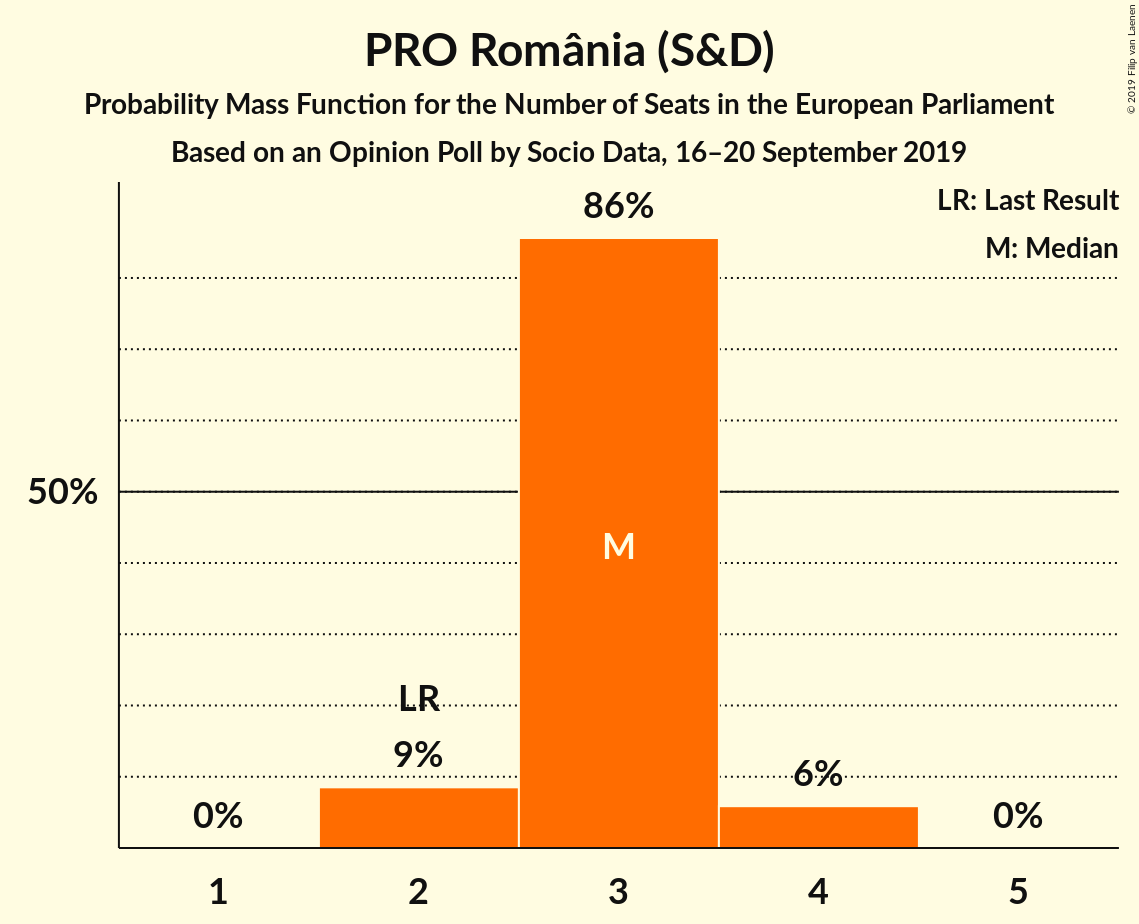 PRO România (S&D)
Probability Mass Function for the Number of Seats in the European Parliament
Based on an Opinion Poll by Socio Data, 16–20 September 2019
© 2019 Filip van Laenen
LR: Last Result
M: Median
86%
50%
M
LR
9%
6%
0%
0%
1
2
3
4
5